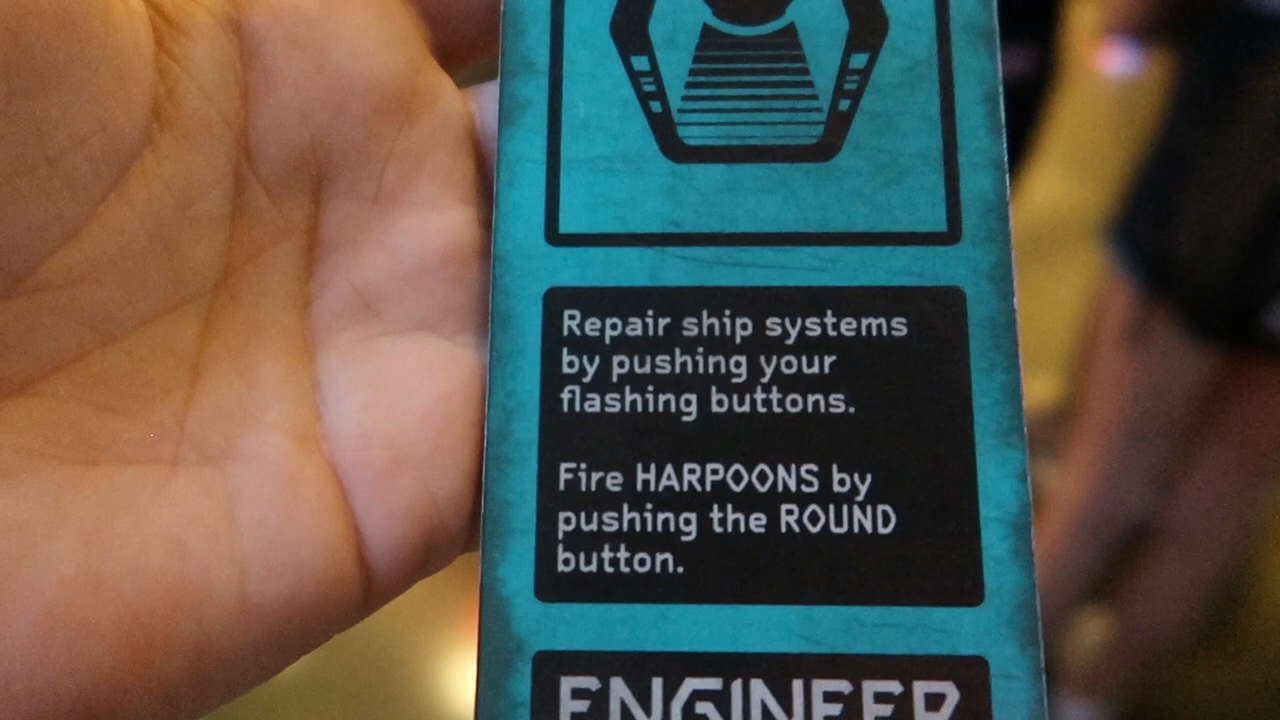 Repair ship systems
by pushing your
flashing buttons.
Fire HARPOONS by
pushing the ROUND
button.
ENGINEER